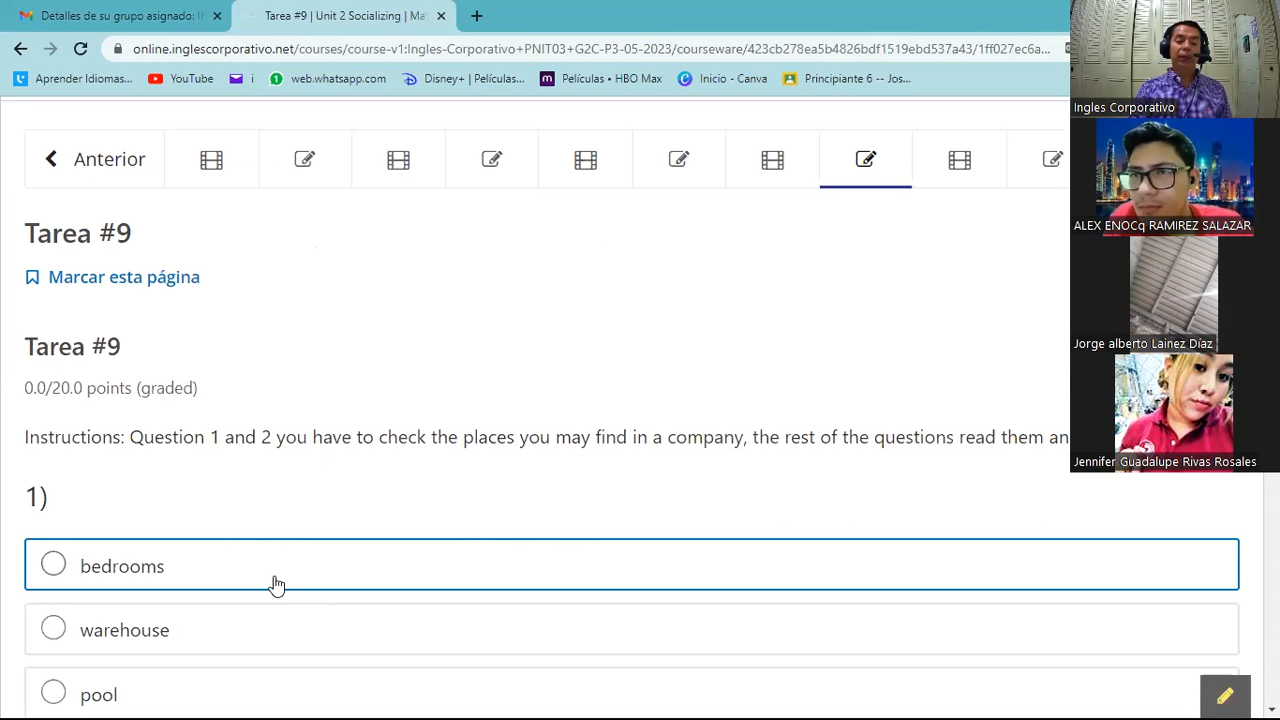 Detalles de su grupo asignado: I
Tarea #9 | Unit 2 Socializing | Ma
online.inglescorporativo.net/courses/course-v1:Ingles-Corporativo+PNIT03+G2C-P3-05-2023/courseware/423cb278ea5b4826bdf1519ebd537e43/1ff027ec6a...
Aprender Idiomas...
YouTube
i
web.whatsapp.com
Disney+ | Pelícu...
Películas • HBO Max
Inicio - Canva
Principiante 6 -- Jos...
Anterior
Tarea #9
Marcar esta página
Tarea #9
0.0/20.0 points (graded)
Instructions: Question 1 and 2 you have to check the places you may find in a company, the rest of the questions read them an
1)
bedrooms
warehouse
pool
Ingles Corporativo
ALEX ENOCq RAMIREZ SALAZAR
Jorge alberto Lainez Díaz
Jennifer Guadalupe Rivas Rosales